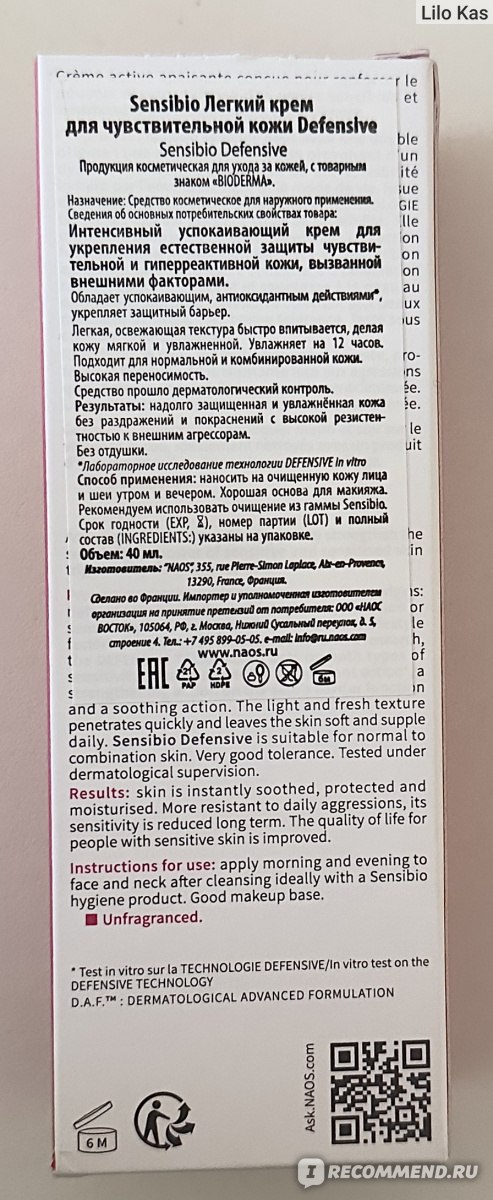 Lilo Kas
Crème active apaisante conçue pour renforcer le
et
Sensibio Легкий крем
для чувствительной кожи Defensive
Sensibio Defensive
Продукция косметическая для ухода за кожей, с товарным
знаком «BIODERMA».
Назначение: Средство косметическое для наружного применения.
Сведения об основных потребительских свойствах товара:
Интенсивный успокаивающий крем для
укрепления естественной защиты чувстви-
тельной и гиперреактивной кожи, вызванной
внешними факторами.
Обладает успокаивающим, антиоксидантным действиями*,
укрепляет защитный барьер.
Легкая, освежающая текстура быстро впитывается, делая
кожу мягкой и увлажненной. Увлажняет на 12 часов.
Подходит для нормальной и комбинированной кожи.
Высокая переносимость.
Средство прошло дерматологический контроль.
Результаты: надолго защищенная и увлажнённая кожа
без раздражений и покраснений с высокой резистен-
тностью к внешним агрессорам.
Без отдушки.
*Лабораторное исследование технологии DEFENSIVE in vitro
Способ применения: наносить на очищенную кожу лица
и шеи утром и вечером. Хорошая основа для макияжа.
Рекомендуем использовать очищение из гаммы Sensibio.
Срок годности (EXP, ⌛), номер партии (LOT) и полный
состав (INGREDIENTS:) указаны на упаковке.
Объем: 40 мл.
Изготовитель: "NAOS", 355, rue Pierre-Simon Laplace, Aix-en-Provence,
13290, France, Франция.
Сделано во Франции. Импортер и уполномоченная изготовителем
организация на принятие претензий от потребителя: ООО «НАОС
ВОСТОК», 105064, РФ, г. Москва, Нижний Сусальный переулок, д. 5,
строение 4. Тел.: +7 495 899-05-05. e-mail: info@ru.naos.com
www.naos.ru
EAC 21 PAP 2 HDPE 6M
and a soothing action. The light and fresh texture
penetrates quickly and leaves the skin soft and supple
daily. Sensibio Defensive is suitable for normal to
combination skin. Very good tolerance. Tested under
dermatological supervision.
Results: skin is instantly soothed, protected and
moisturised. More resistant to daily aggressions, its
sensitivity is reduced long term. The quality of life for
people with sensitive skin is improved.
Instructions for use: apply morning and evening to
face and neck after cleansing ideally with a Sensibio
hygiene product. Good makeup base.
Unfragranced.
* Test in vitro sur la TECHNOLOGIE DEFENSIVE/In vitro test on the
DEFENSIVE TECHNOLOGY
D.A.F.™ : DERMATOLOGICAL ADVANCED FORMULATION
6 M
Ask.NAOS.com
IRECOMMEND.RU